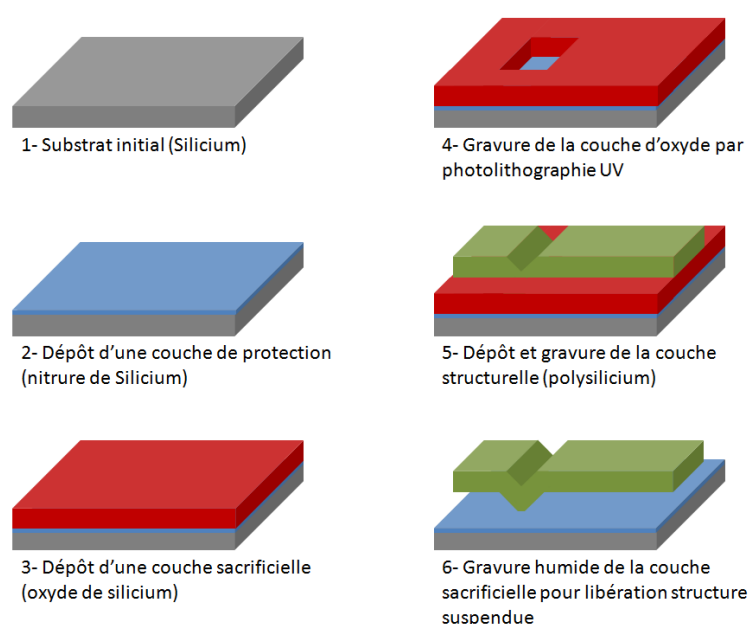 1- Substrat initial (Silicium)
2- Dépôt d'une couche de protection
(nitrure de Silicium)
3- Dépôt d'une couche sacrificielle
(oxyde de silicium)
4- Gravure de la couche d'oxyde par
photolithographie UV
5- Dépôt et gravure de la couche
structurelle (polysilicium)
6- Gravure humide de la couche
sacrificielle pour libération structure
suspendue